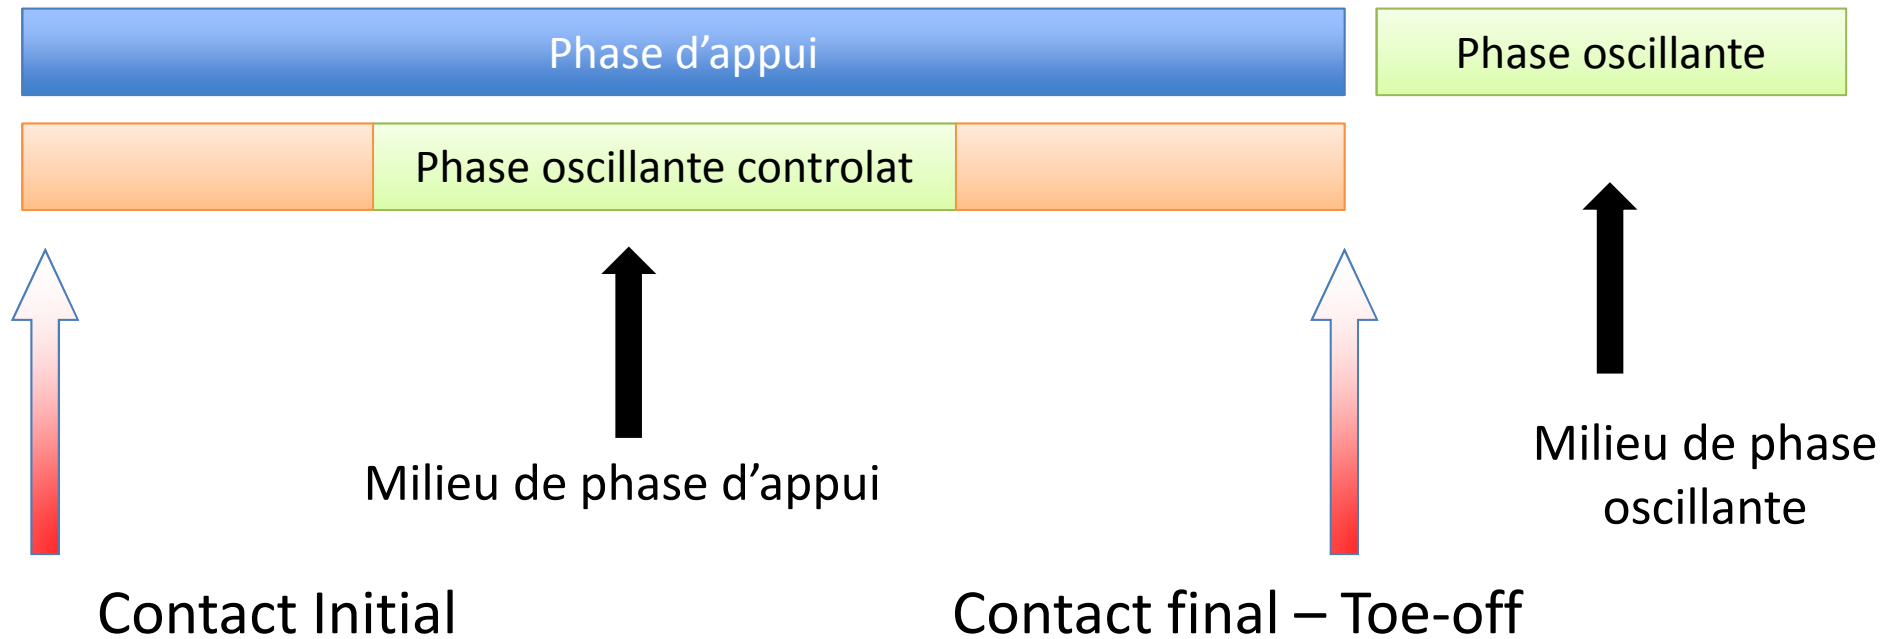 Phase d’appui
Phase oscillante
Phase oscillante controlat
Milieu de phase d’appui
Milieu de phase
oscillante
Contact Initial
Contact final – Toe-off